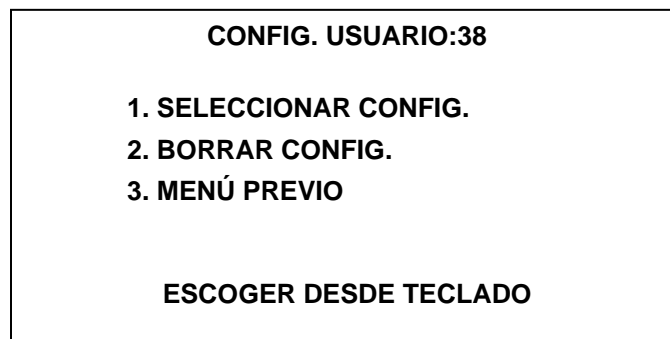 CONFIG. USUARIO:38
1. SELECCIONAR CONFIG.
2. BORRAR CONFIG.
3. MENÚ PREVIO
ESCOGER DESDE TECLADO